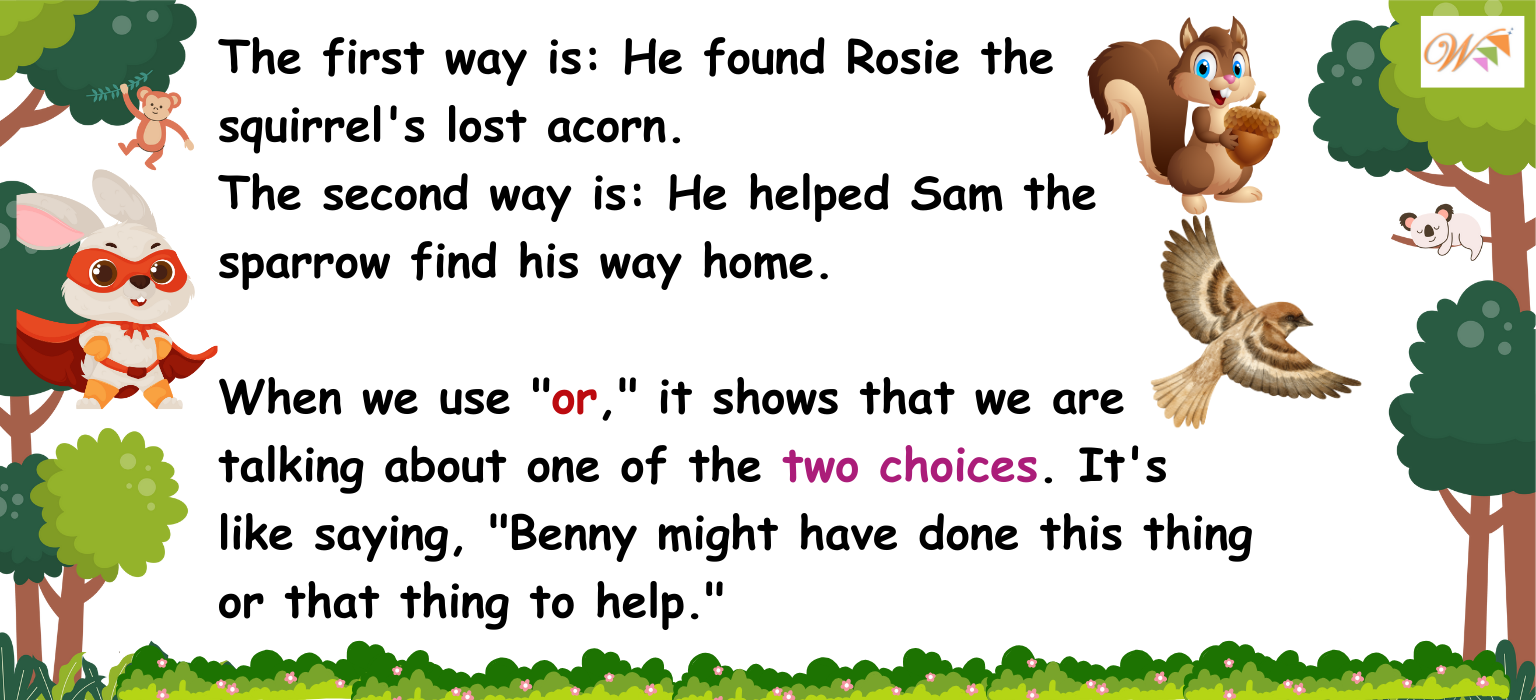 The first way is: He found Rosie the
squirrel's lost acorn.
The second way is: He helped Sam the
sparrow find his way home.
When we use "or," it shows that we are
talking about one of the two choices. It's
like saying, "Benny might have done this thing
or that thing to help."
W